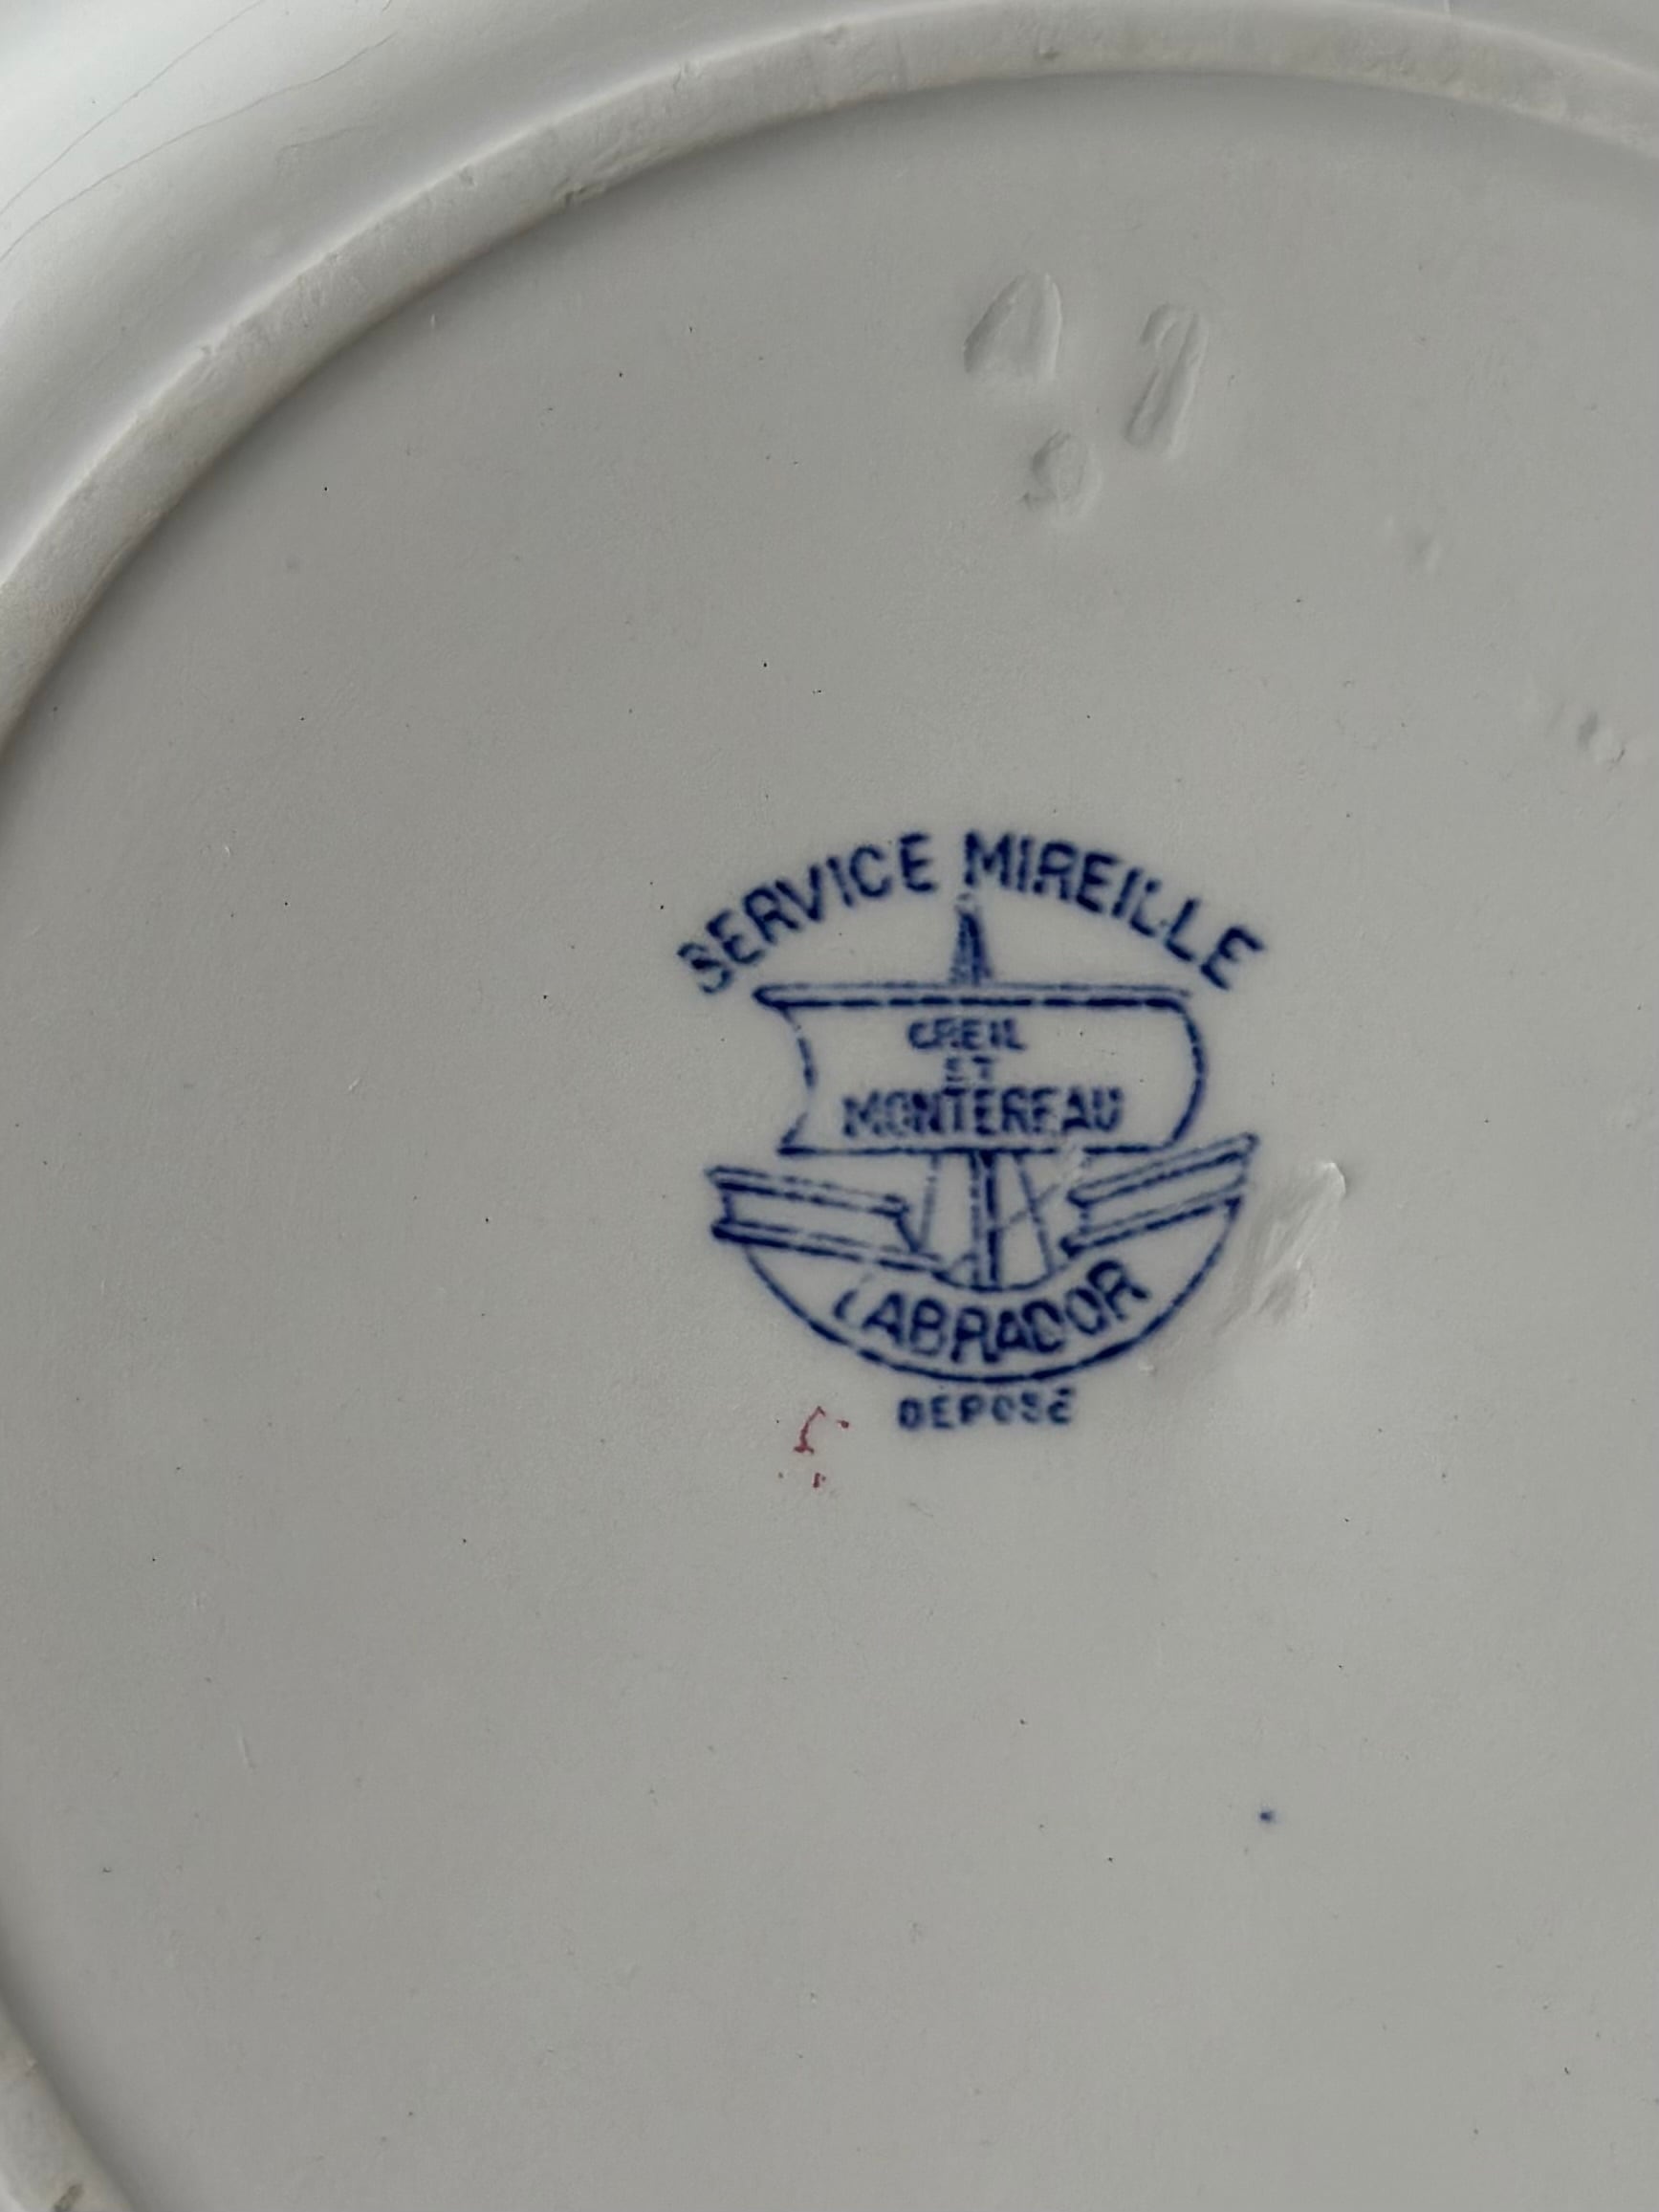 SERVICE MIREILLE
CREIL
ET
MONTEREAU
LABRADOR
DEPOSÉ